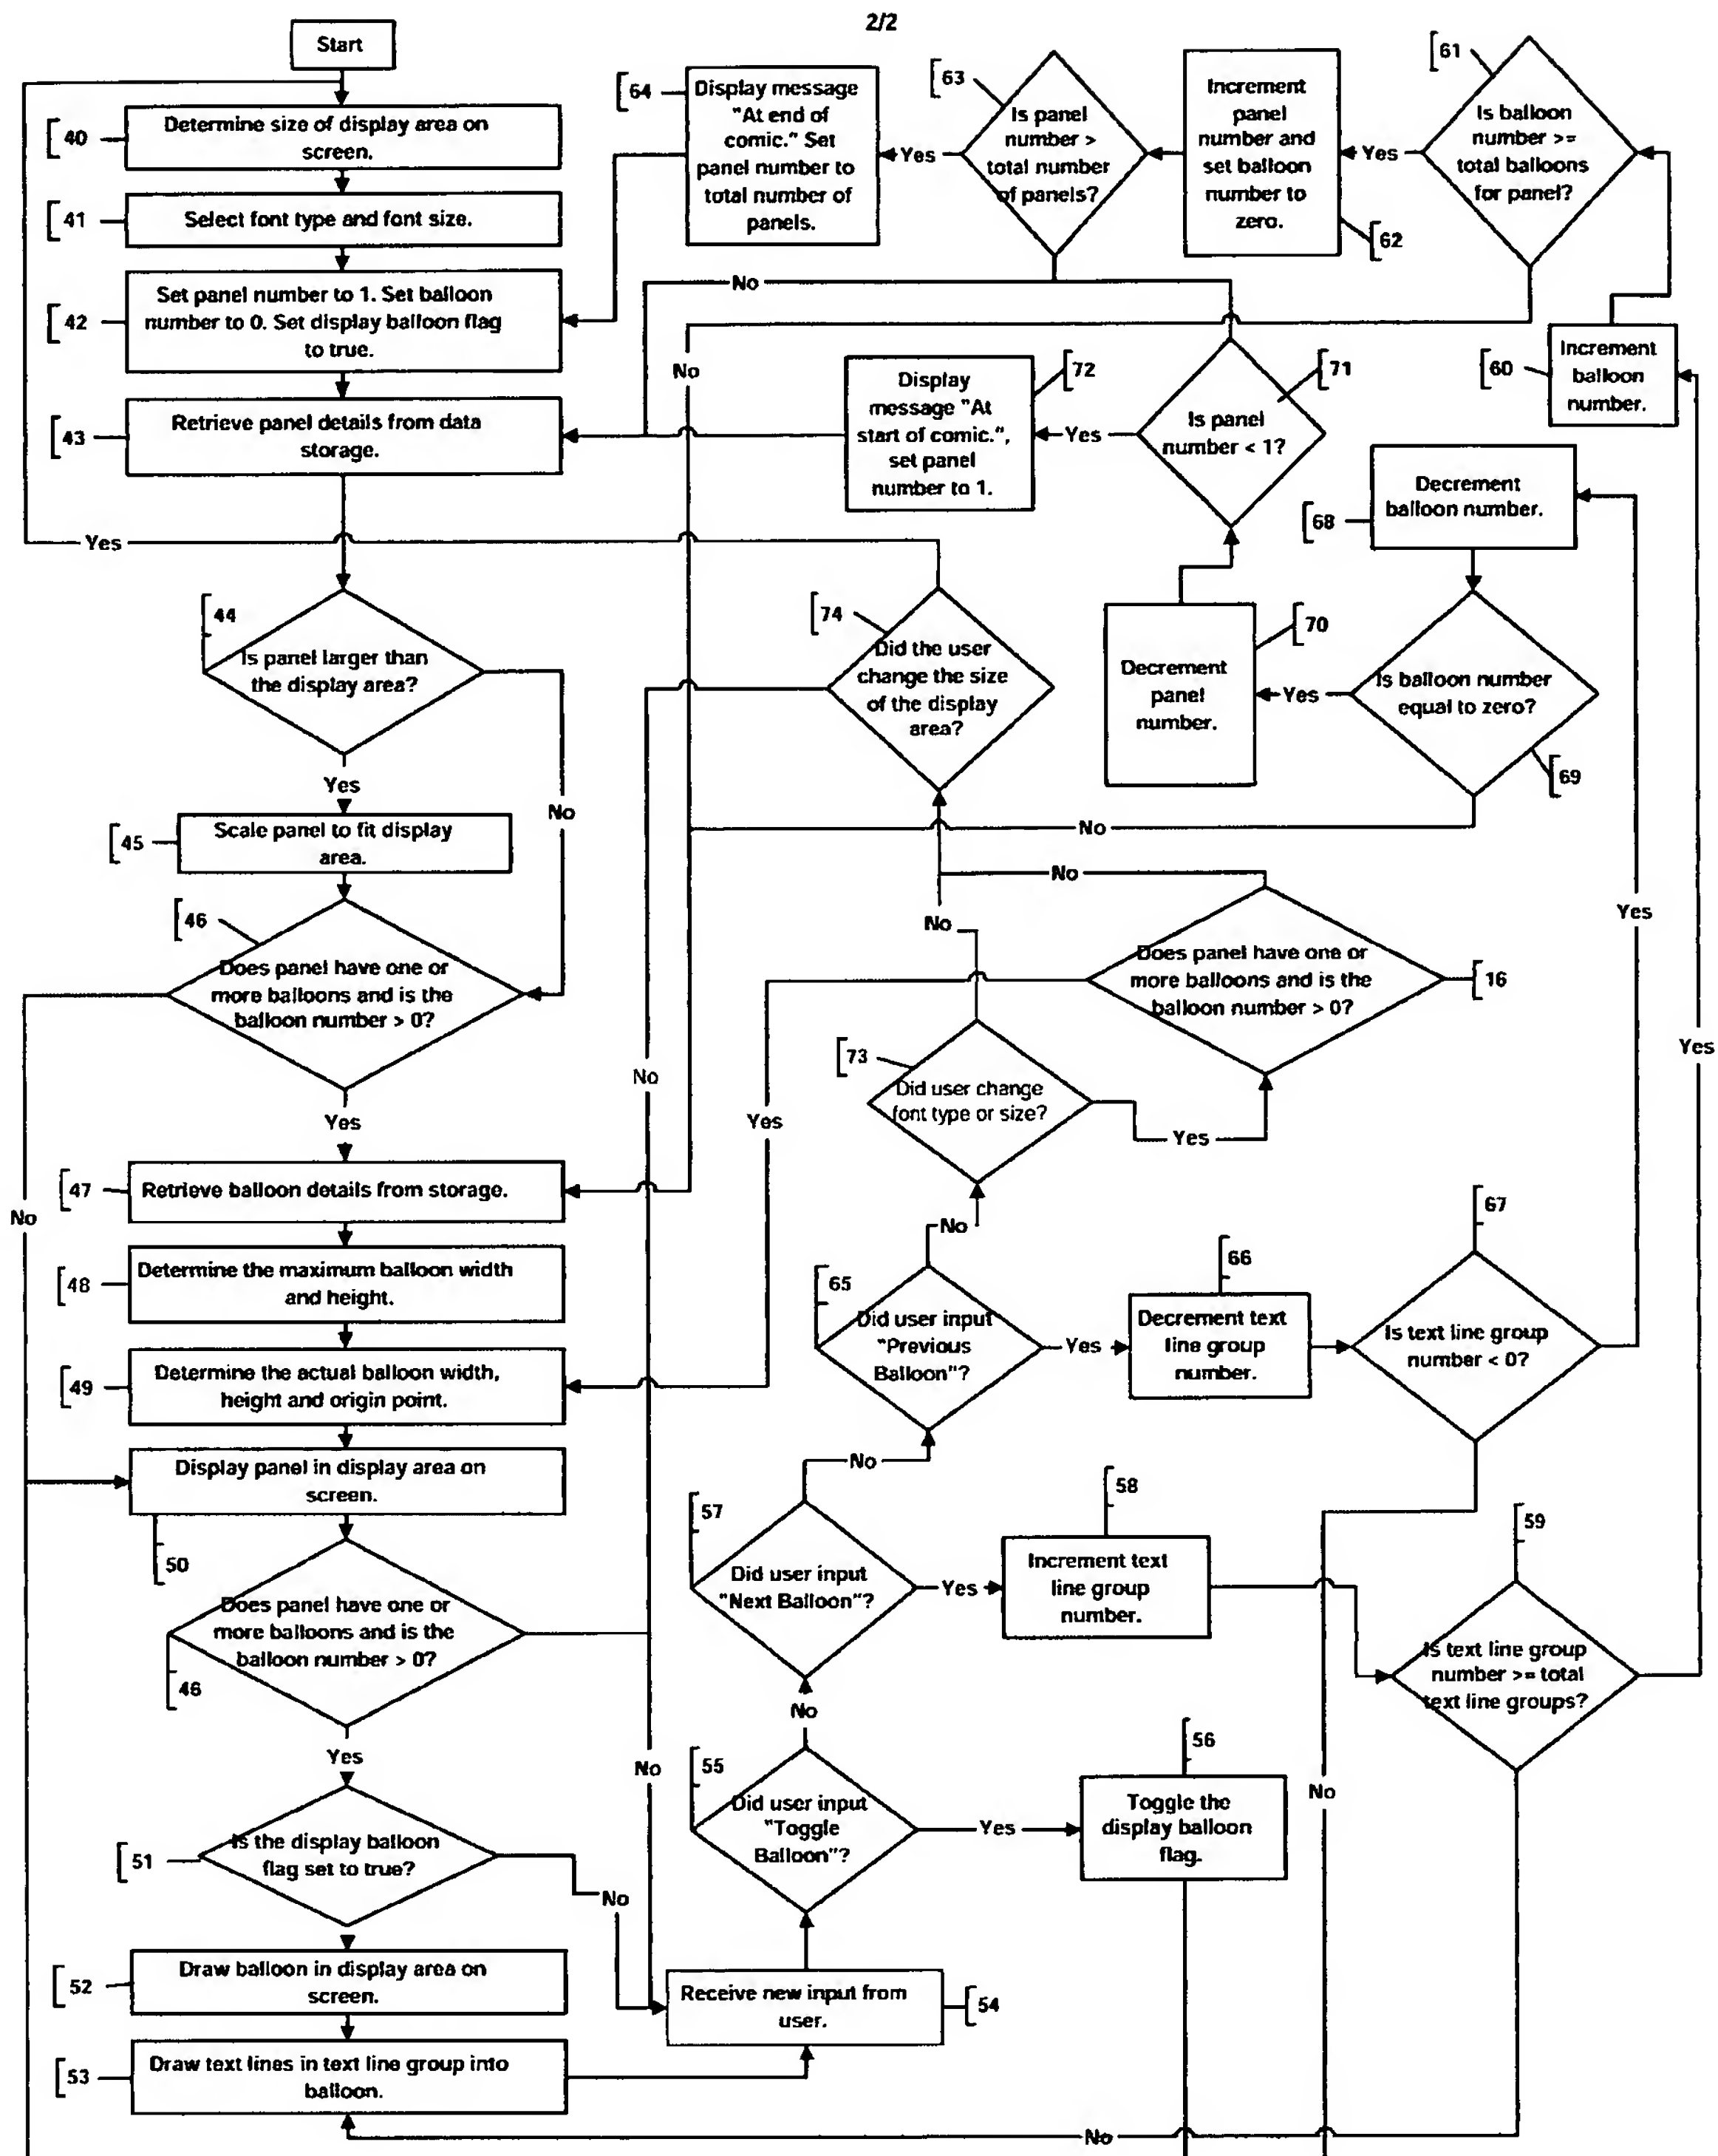 2/2
Start
40
Determine size of display area on
screen.
41
Select font type and font size.
42
Set panel number to 1. Set balloon
number to 0. Set display balloon flag
to true.
43
Retrieve panel details from data
storage.
64
Display message
"At end of
comic." Set
panel number to
total number of
panels.
Yes
63
Is panel
number >
total number
of panels?
No
Increment
panel
number and
set balloon
number to
zero.
62
Yes
61
Is balloon
number >=
total balloons
for panel?
No
60
Increment
balloon
number.
72
Display
message "At
start of comic.",
set panel
number to 1.
Yes
71
Is panel
number < 1?
68
Decrement
balloon number.
Yes
44
Is panel larger than
the display area?
Yes
No
74
Did the user
change the size
of the display
area?
70
Decrement
panel
number.
Yes
Is balloon number
equal to zero?
69
No
45
Scale panel to fit display
area.
46
Does panel have one or
more balloons and is the
balloon number > 0?
Yes
No
No
No
No
Does panel have one or
more balloons and is the
balloon number > 0?
16
73
Did user change
font type or size?
Yes
Yes
Yes
Yes
47
Retrieve balloon details from storage.
48
Determine the maximum balloon width
and height.
49
Determine the actual balloon width,
height and origin point.
Display panel in display area on
screen.
50
No
65
Did user input
"Previous
Balloon"?
Yes
66
Decrement text
line group
number.
67
Is text line group
number < 0?
No
57
Did user input
"Next Balloon"?
Yes
58
Increment text
line group
number.
59
Is text line group
number >= total
text line groups?
Does panel have one or
more balloons and is the
balloon number > 0?
46
Yes
No
No
No
55
Did user input
"Toggle
Balloon"?
Yes
56
Toggle the
display balloon
flag.
51
Is the display balloon
flag set to true?
No
52
Draw balloon in display area on
screen.
Receive new input from
user.
54
53
Draw text lines in text line group into
balloon.
No